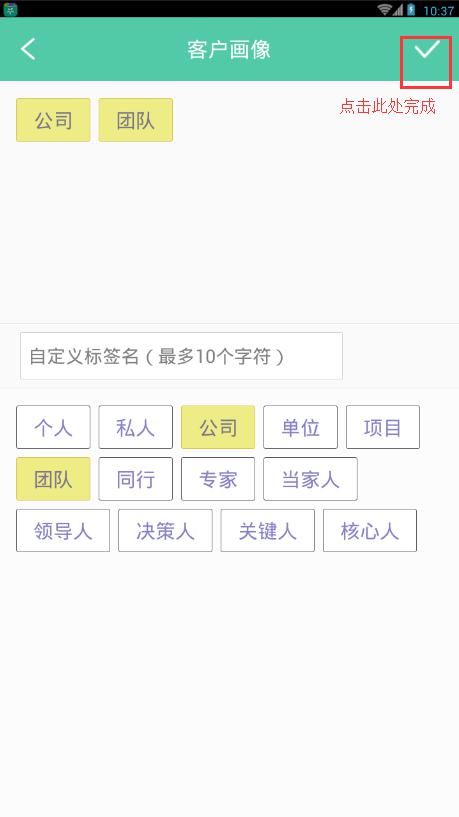 10:37
客户画像
点击此处完成
公司 团队
自定义标签名（最多10个字符）
个人 私人 公司 单位 项目
团队 同行 专家 当家人
领导人 决策人 关键人 核心人